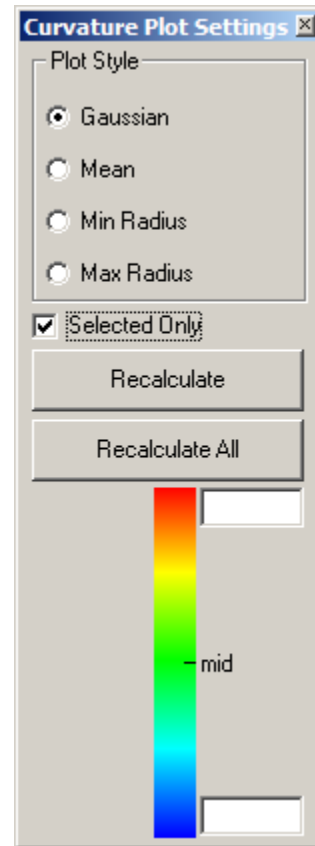 Curvature Plot Settings
Plot Style
Gaussian
Mean
Min Radius
Max Radius
Selected Only
Recalculate
Recalculate All
mid